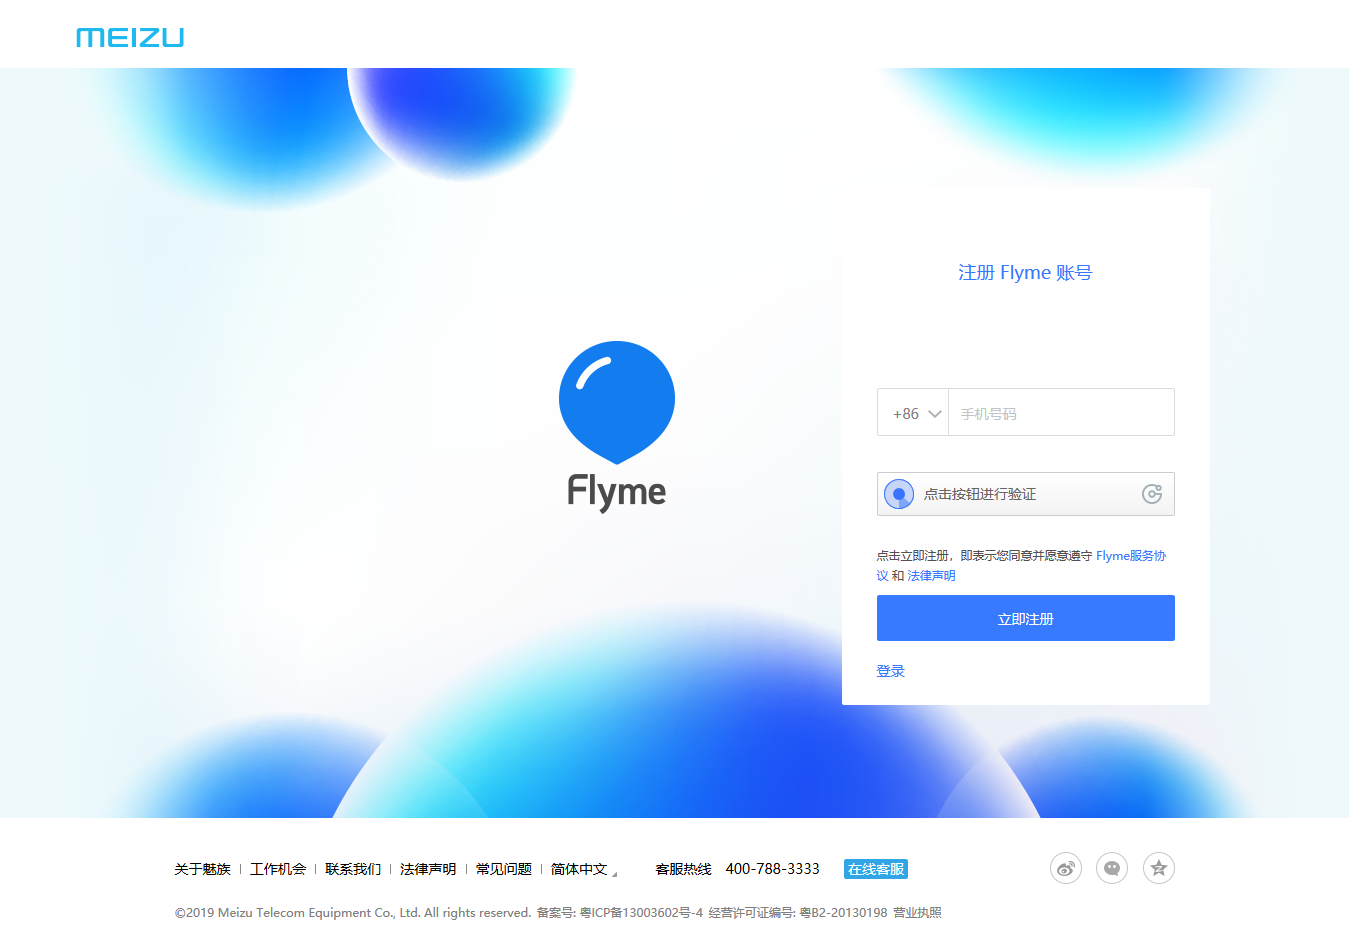 MEIZU
注册 Flyme 账号
+86 手机号码
Flyme
点击按钮进行验证
点击立即注册，即表示您同意并愿意遵守 Flyme服务协
议 和 法律声明
立即注册
登录
关于魅族 | 工作机会 | 联系我们 | 法律声明 | 常见问题 | 简体中文 客服热线 400-788-3333 在线客服
©2019 Meizu Telecom Equipment Co., Ltd. All rights reserved. 备案号: 粤ICP备13003602号-4 经营许可证编号: 粤B2-20130198 营业执照